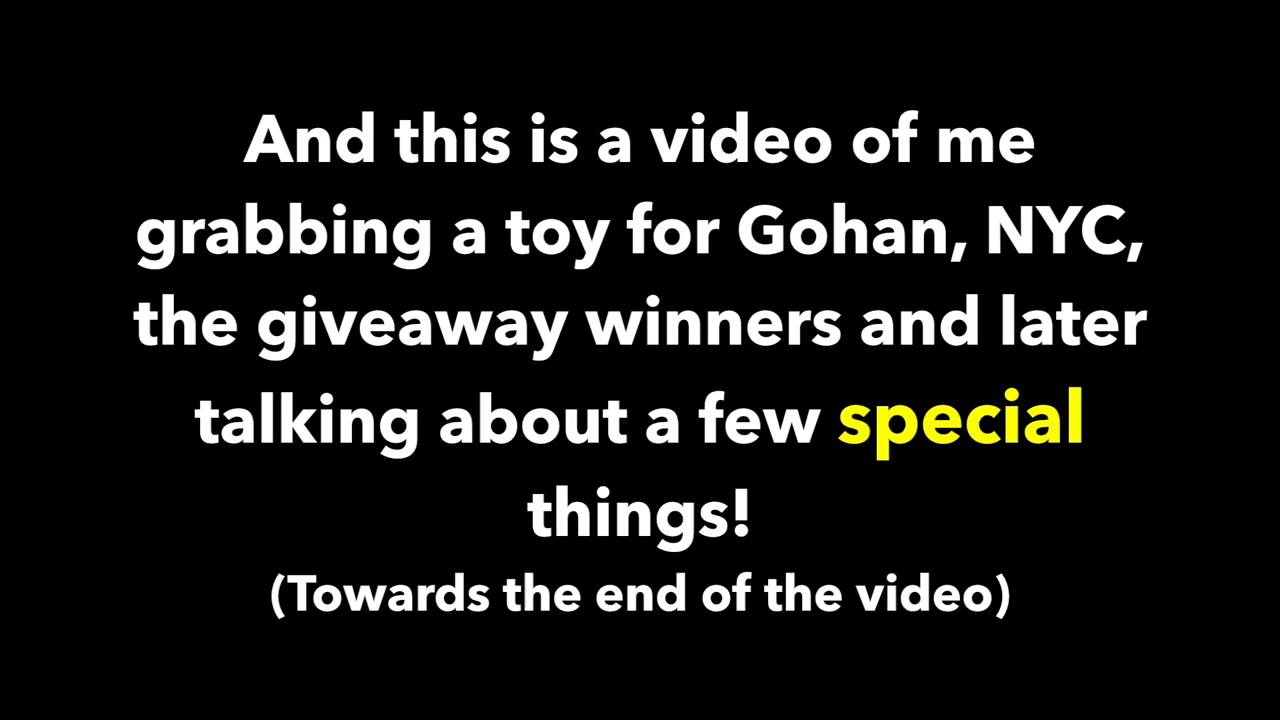 And this is a video of me
grabbing a toy for Gohan, NYC,
the giveaway winners and later
talking about a few special
things!
(Towards the end of the video)